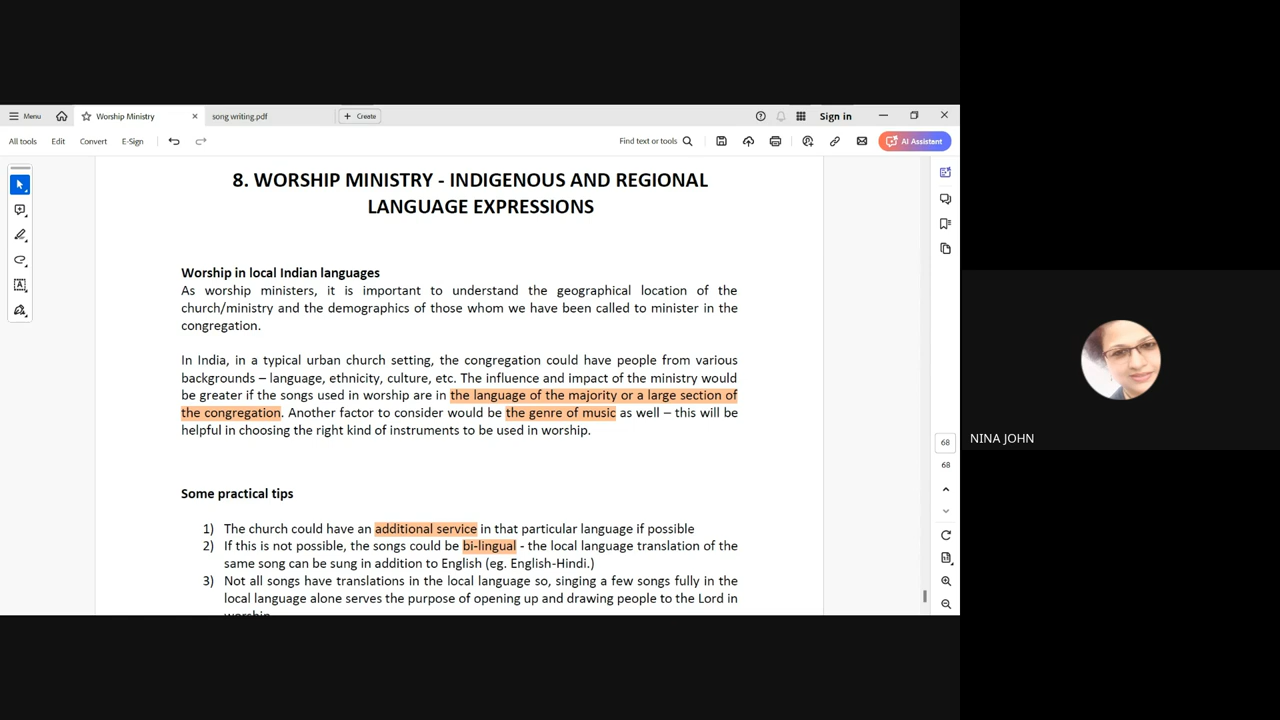 Menu
Worship Ministry
song writing.pdf
Create
Sign in
All tools
Edit
Convert
E-Sign
Find text or tools
AI Assistant
8. WORSHIP MINISTRY - INDIGENOUS AND REGIONAL
LANGUAGE EXPRESSIONS
Worship in local Indian languages
As worship ministers, it is important to understand the geographical location of the
church/ministry and the demographics of those whom we have been called to minister in the
congregation.
In India, in a typical urban church setting, the congregation could have people from various
backgrounds – language, ethnicity, culture, etc. The influence and impact of the ministry would
be greater if the songs used in worship are in the language of the majority or a large section of
the congregation. Another factor to consider would be the genre of music as well – this will be
helpful in choosing the right kind of instruments to be used in worship.
Some practical tips
1) The church could have an additional service in that particular language if possible
2) If this is not possible, the songs could be bi-lingual - the local language translation of the
same song can be sung in addition to English (eg. English-Hindi.)
3) Not all songs have translations in the local language so, singing a few songs fully in the
local language alone serves the purpose of opening up and drawing people to the Lord in
worship.
68
68
NINA JOHN